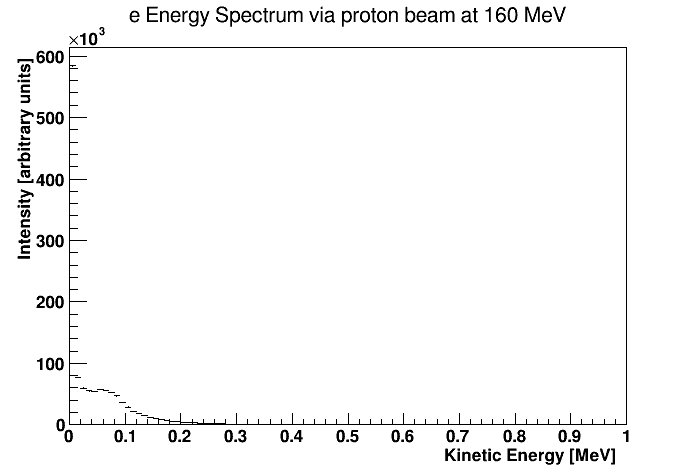 e Energy Spectrum via proton beam at 160 MeV
×10³
Intensity [arbitrary units]
600
500
400
300
200
100
0
0 0.1 0.2 0.3 0.4 0.5 0.6 0.7 0.8 0.9 1
Kinetic Energy [MeV]